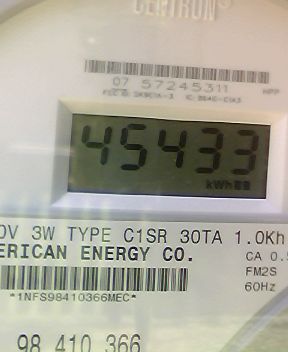 CENTRON®
07 57245311
HPP
45433
kWh
0V 3W TYPE C1SR 30TA 1.0Kh
ERICAN ENERGY CO.
CA 0.5
*1NFS98410366MEC*
FM2S
60Hz
98 410 366